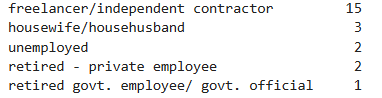 freelancer/independent contractor 15
housewife/househusband 3
unemployed 2
retired - private employee 2
retired govt. employee/ govt. official 1